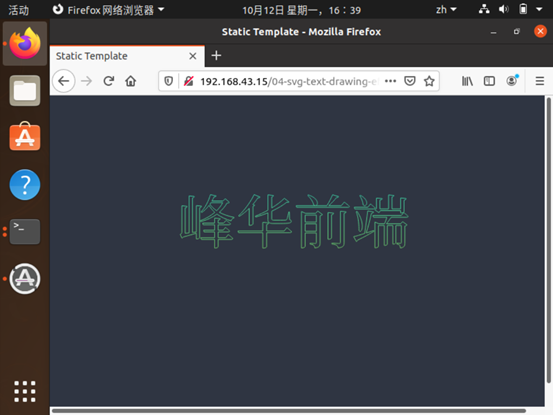 活动
Firefox 网络浏览器
10月12日 星期一，16：39
zh
Static Template - Mozilla Firefox
Static Template
192.168.43.15/04-svg-text-drawing-e
峰华前端